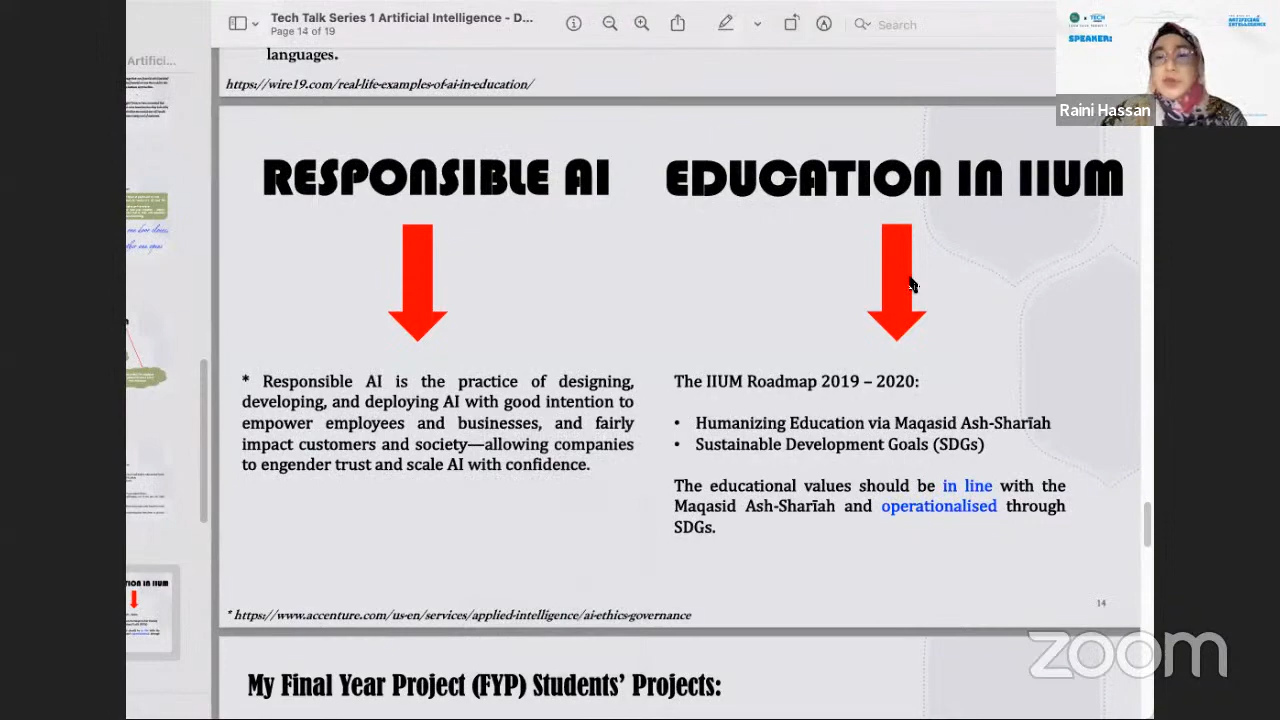 Tech Talk Series 1 Artificial Intelligence - D...
Page 14 of 19
Search
Artifici...
SPEAKER:
ARTIFICIAL
INTELLIGENCE
Raini Hassan
languages.
https://wire19.com/real-life-examples-of-ai-in-education/
RESPONSIBLE AI
EDUCATION IN IIUM
* Responsible AI is the practice of designing,
developing, and deploying AI with good intention to
empower employees and businesses, and fairly
impact customers and society—allowing companies
to engender trust and scale AI with confidence.
The IIUM Roadmap 2019 – 2020:
• Humanizing Education via Maqasid Ash-Sharīah
• Sustainable Development Goals (SDGs)
The educational values should be in line with the
Maqasid Ash-Sharīah and operationalised through
SDGs.
* https://www.accenture.com/us-en/services/applied-intelligence/ai-ethics-governance
14
zoom
My Final Year Project (FYP) Students’ Projects: